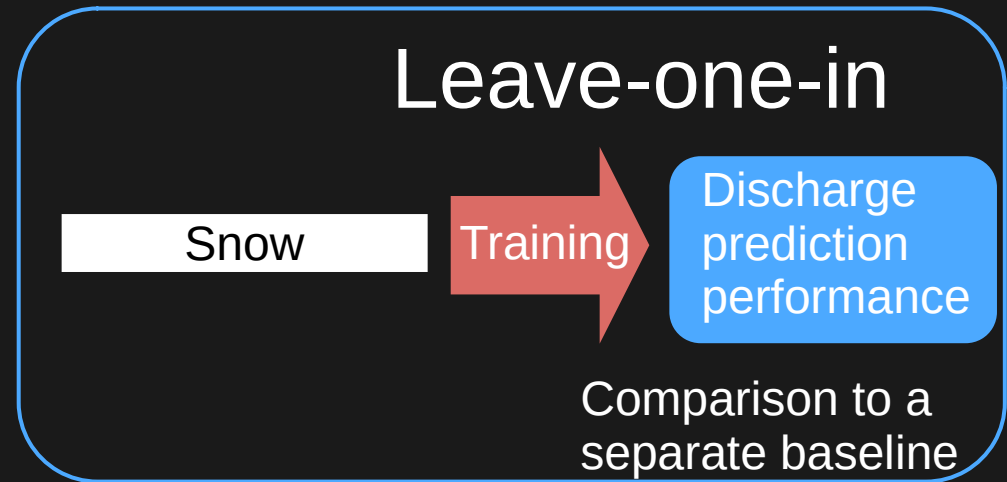 Leave-one-in
Snow
Training
Discharge
prediction
performance
Comparison to a
separate baseline